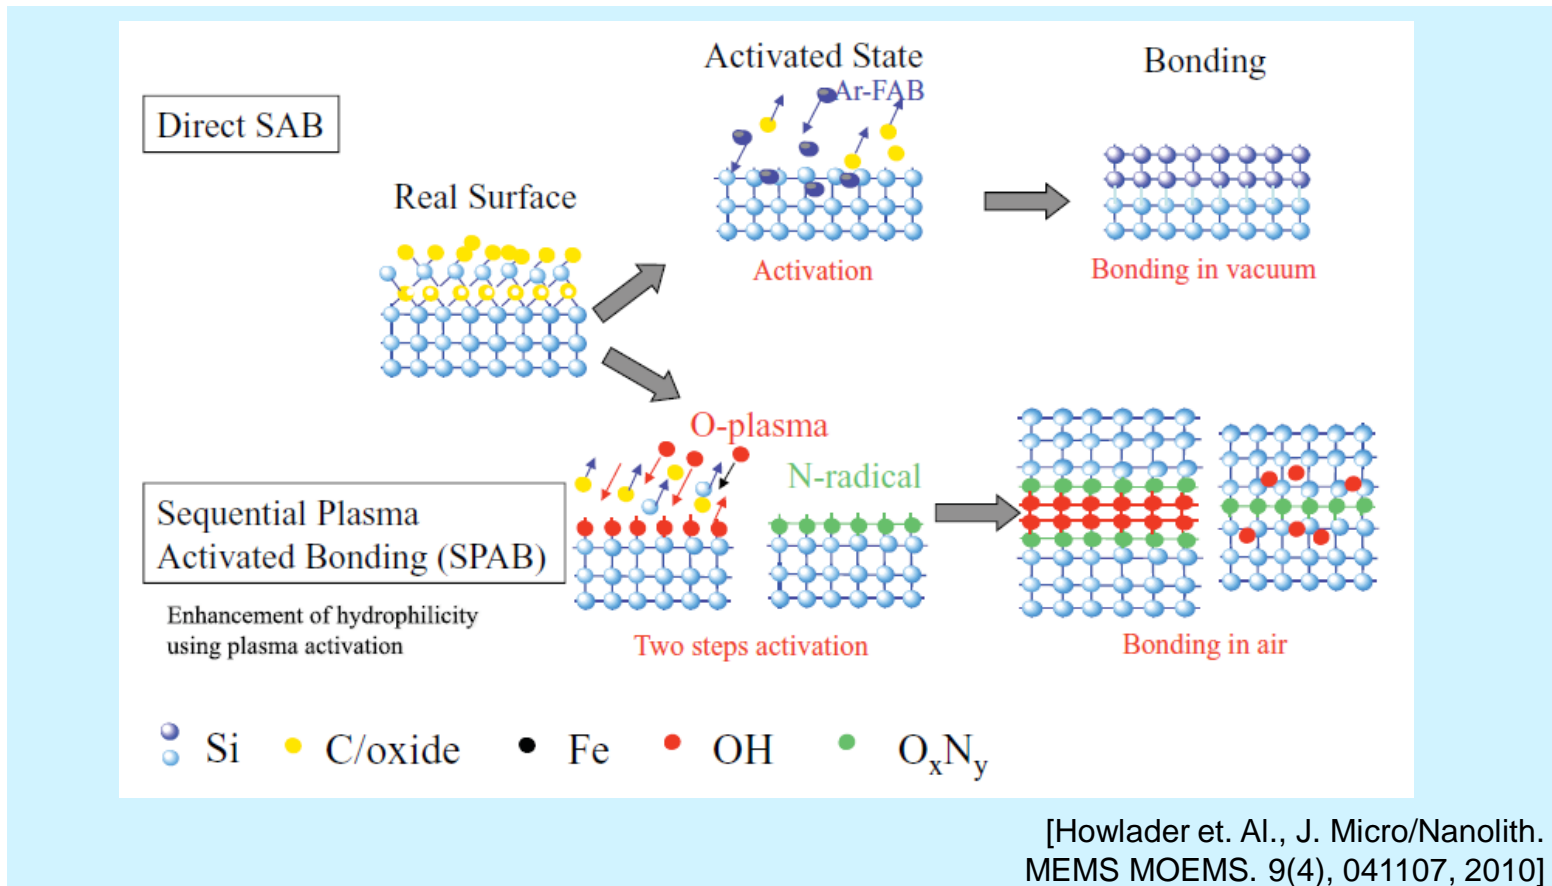 Activated State
Ar-FAB
Bonding
Direct SAB
Real Surface
Activation
Bonding in vacuum
O-plasma
N-radical
Sequential Plasma
Activated Bonding (SPAB)
Enhancement of hydrophilicity
using plasma activation
Two steps activation
Bonding in air
Si C/oxide Fe OH OxNy
[Howlader et. Al., J. Micro/Nanolith.
MEMS MOEMS. 9(4), 041107, 2010]